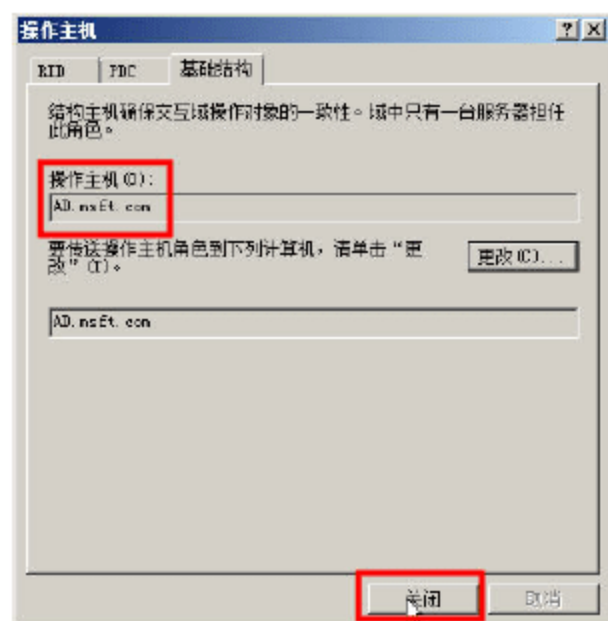 操作主机
RID PDC 基础结构
结构主机确保交互域操作对象的一致性。域中只有一台服务器担任
此角色。
操作主机(O):
AD.msft.com
要传送操作主机角色到下列计算机，请单击“更
改”(T)。
更改(C)...
AD.msft.com
关闭 取消